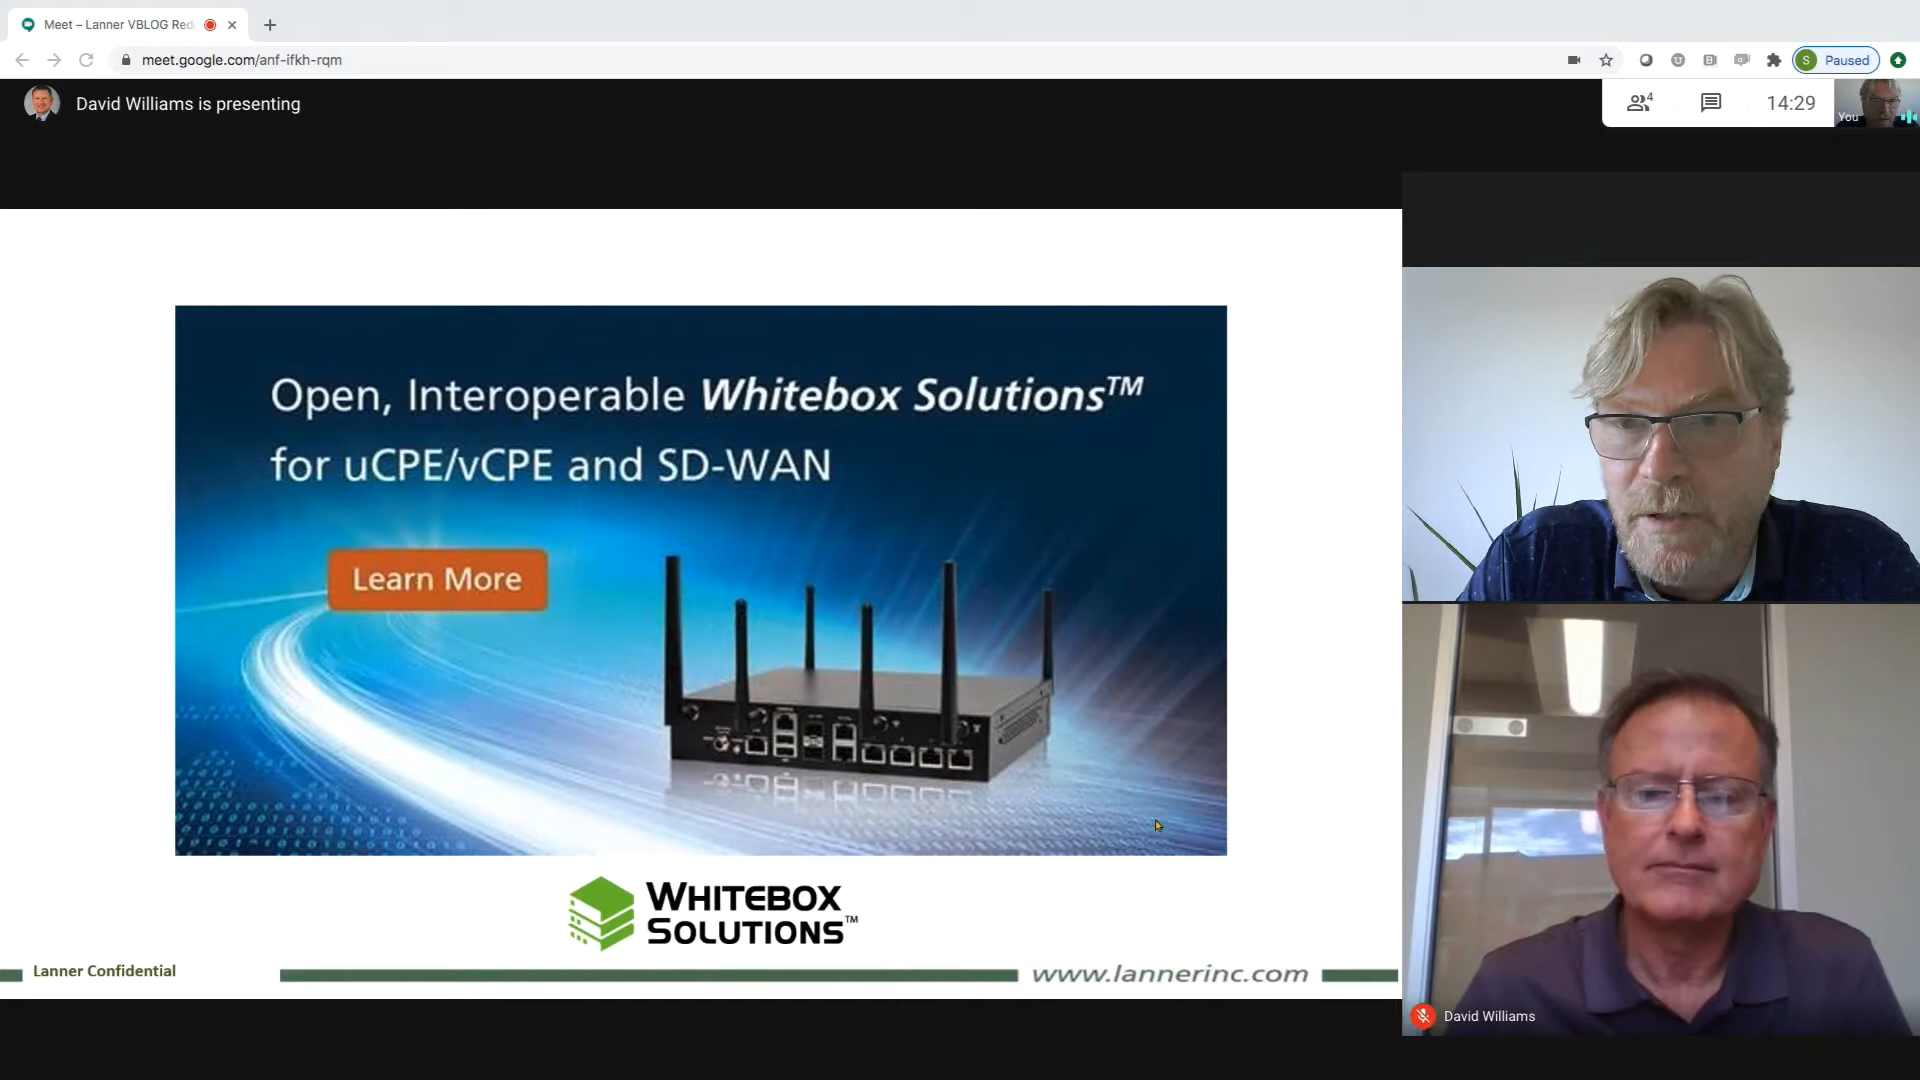 Meet – Lanner VBLOG Red
meet.google.com/anf-ifkh-rqm
S Paused
David Williams is presenting
4
14:29
You
Open, Interoperable Whitebox Solutions™
for uCPE/vCPE and SD-WAN
Learn More
WHITEBOX
SOLUTIONS™
Lanner Confidential
www.lannerinc.com
David Williams